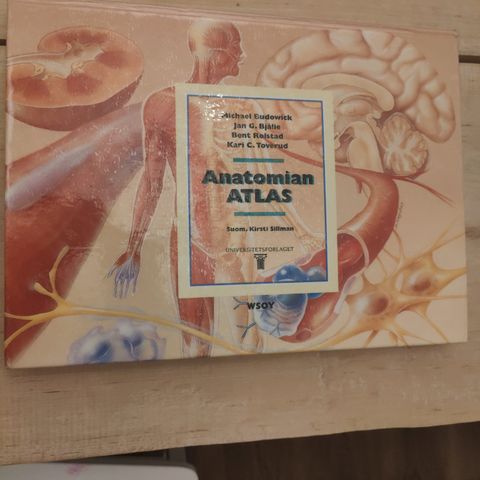 Michael Budowick
Jan G. Bjålie
Bent Rolstad
Kari C. Toverud
Anatomian
ATLAS
Suom. Kirsti Sillman
UNIVERSITETSFORLAGET
WSOY